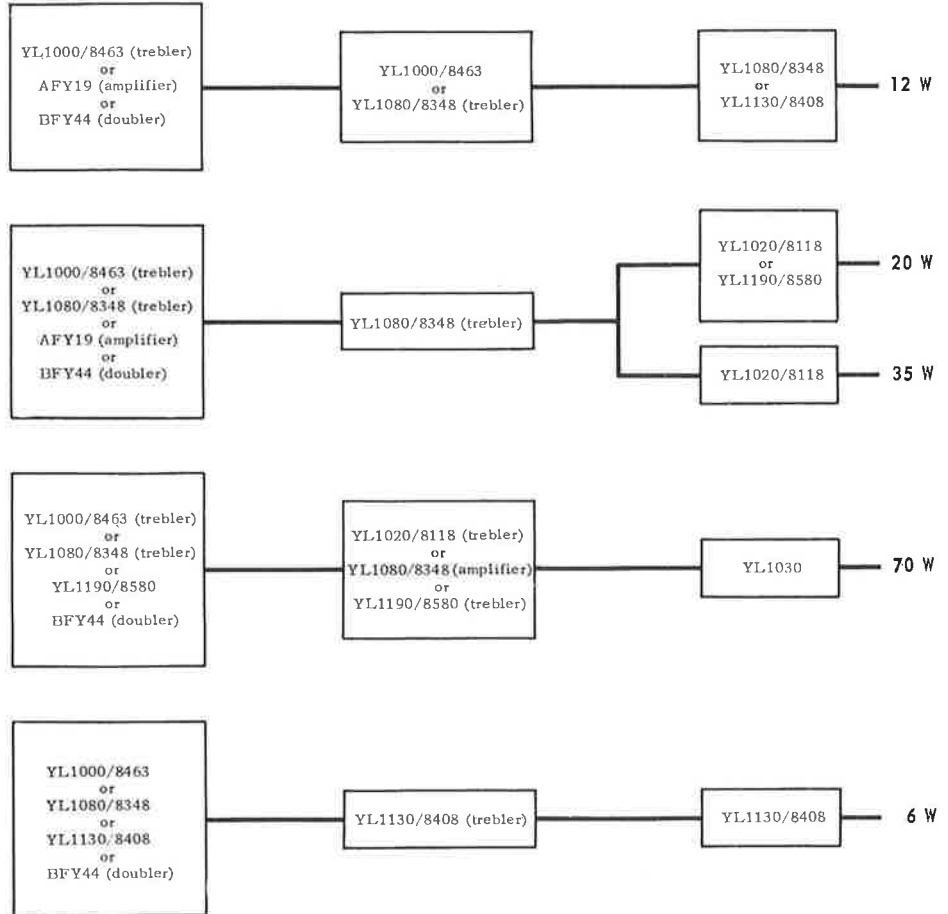 YL1000/8463 (trebler)
or
AFY19 (amplifier)
or
BFY44 (doubler)
YL1000/8463
or
YL1080/8348 (trebler)
YL1080/8348
or
YL1130/8408
12 W
YL1000/8463 (trebler)
or
YL1080/8348 (trebler)
or
AFY19 (amplifier)
or
BFY44 (doubler)
YL1080/8348 (trebler)
YL1020/8118
or
YL1190/8580
20 W
YL1020/8118
35 W
YL1000/8463 (trebler)
or
YL1080/8348 (trebler)
or
YL1190/8580
or
BFY44 (doubler)
YL1020/8118 (trebler)
or
YL1080/8348 (amplifier)
or
YL1190/8580 (trebler)
YL1030
70 W
YL1000/8463
or
YL1080/8348
or
YL1130/8408
or
BFY44 (doubler)
YL1130/8408 (trebler)
YL1130/8408
6 W